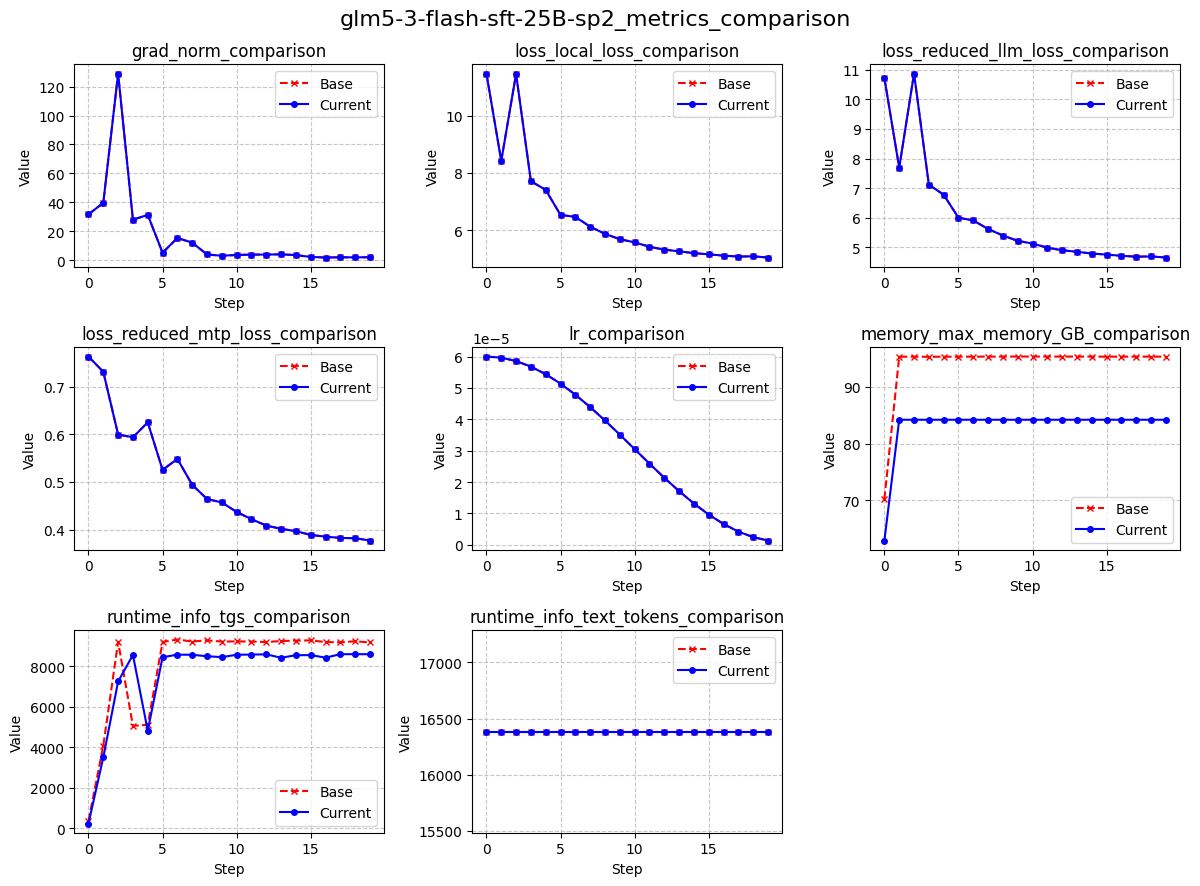 glm5-3-flash-sft-25B-sp2_metrics_comparison
grad_norm_comparison
Value
120
100
80
60
40
20
0
0 5 10 15
Step
Base
Current
loss_local_loss_comparison
Value
10
8
6
0 5 10 15
Step
Base
Current
loss_reduced_llm_loss_comparison
Value
11
10
9
8
7
6
5
0 5 10 15
Step
Base
Current
loss_reduced_mtp_loss_comparison
Value
0.7
0.6
0.5
0.4
0 5 10 15
Step
Base
Current
lr_comparison
1e−5
Value
6
5
4
3
2
1
0
0 5 10 15
Step
Base
Current
memory_max_memory_GB_comparison
Value
90
80
70
0 5 10 15
Step
Base
Current
runtime_info_tgs_comparison
Value
8000
6000
4000
2000
0
0 5 10 15
Step
Base
Current
runtime_info_text_tokens_comparison
Value
17000
16500
16000
15500
0 5 10 15
Step
Base
Current